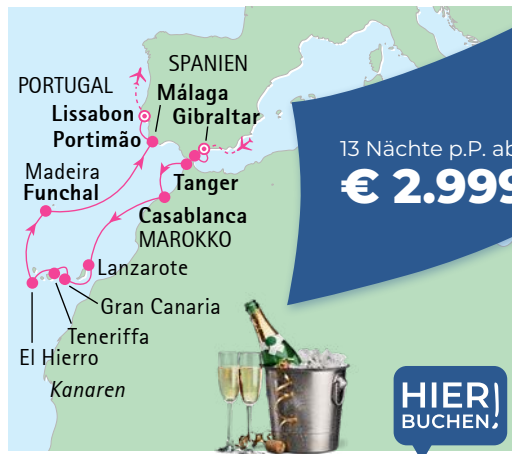 SPANIEN
PORTUGAL
Málaga
Lissabon
Gibraltar
Portimão
Madeira
Funchal
Tanger
Casablanca
MAROKKO
Lanzarote
Gran Canaria
Teneriffa
El Hierro
Kanaren
13 Nächte p.P. ab
€ 2.999
HIER
BUCHEN!